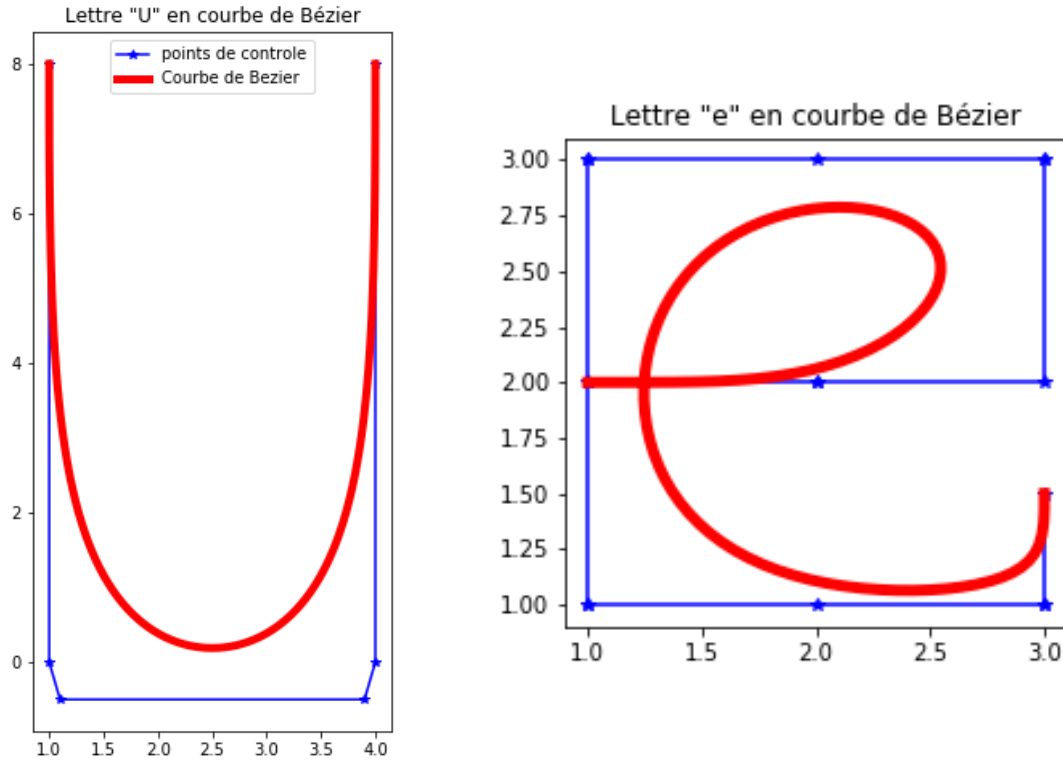 Lettre "U" en courbe de Bézier
points de controle
Courbe de Bezier
8
6
4
2
0
1.0 1.5 2.0 2.5 3.0 3.5 4.0
Lettre "e" en courbe de Bézier
3.00
2.75
2.50
2.25
2.00
1.75
1.50
1.25
1.00
1.0 1.5 2.0 2.5 3.0